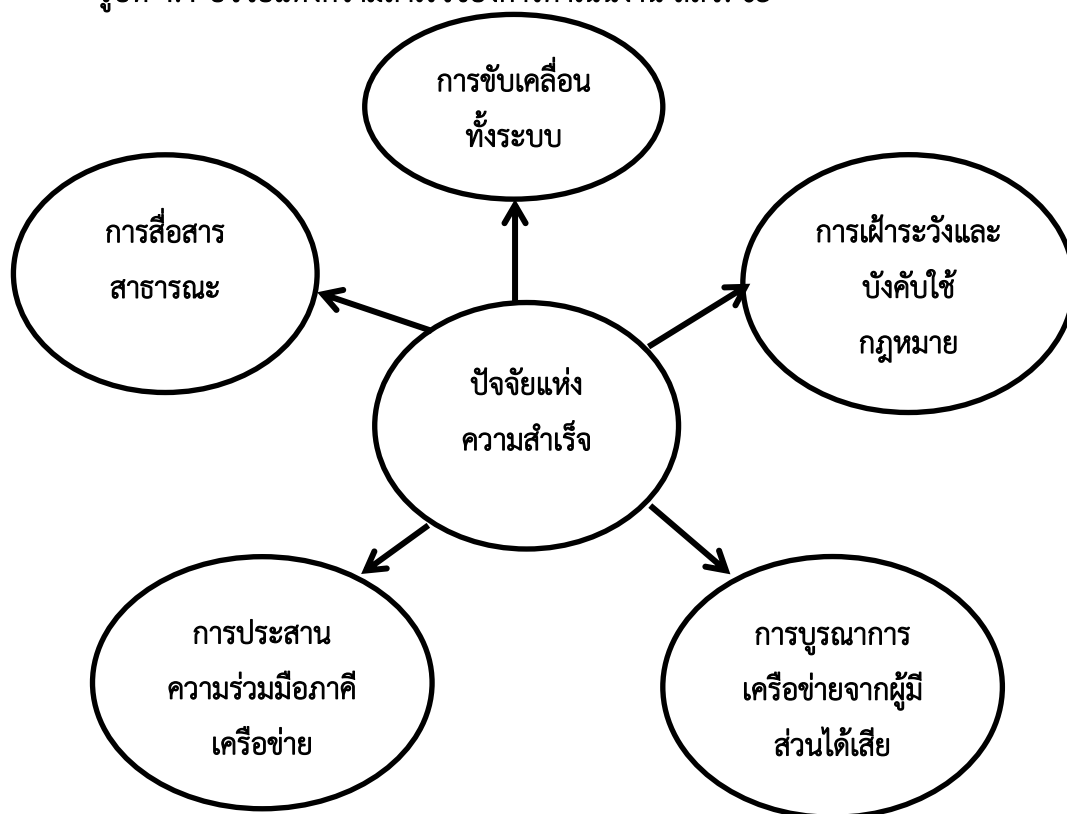 การขับเคลื่อน
ทั้งระบบ
การสื่อสาร
สาธารณะ
การเฝ้าระวังและ
บังคับใช้
กฎหมาย
ปัจจัยแห่ง
ความสำเร็จ
การประสาน
ความร่วมมือภาคี
เครือข่าย
การบูรณาการ
เครือข่ายจากผู้มี
ส่วนได้เสีย